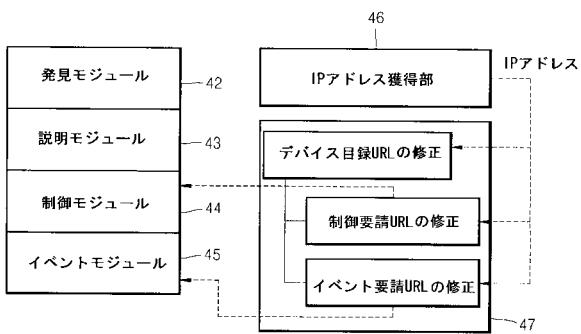 発見モジュール
42
説明モジュール
43
制御モジュール
44
イベントモジュール
45
46
IPアドレス獲得部
IPアドレス
デバイス目録URLの修正
制御要請URLの修正
イベント要請URLの修正
47